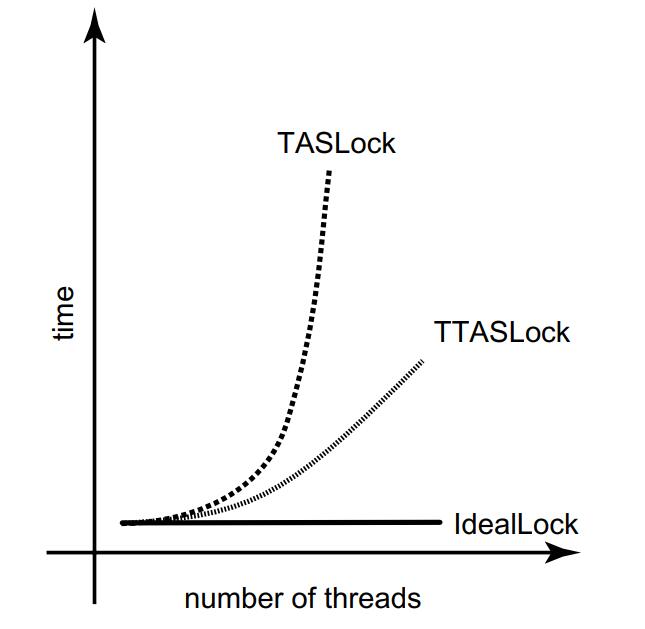 TASLock
TTASLock
time
IdealLock
number of threads